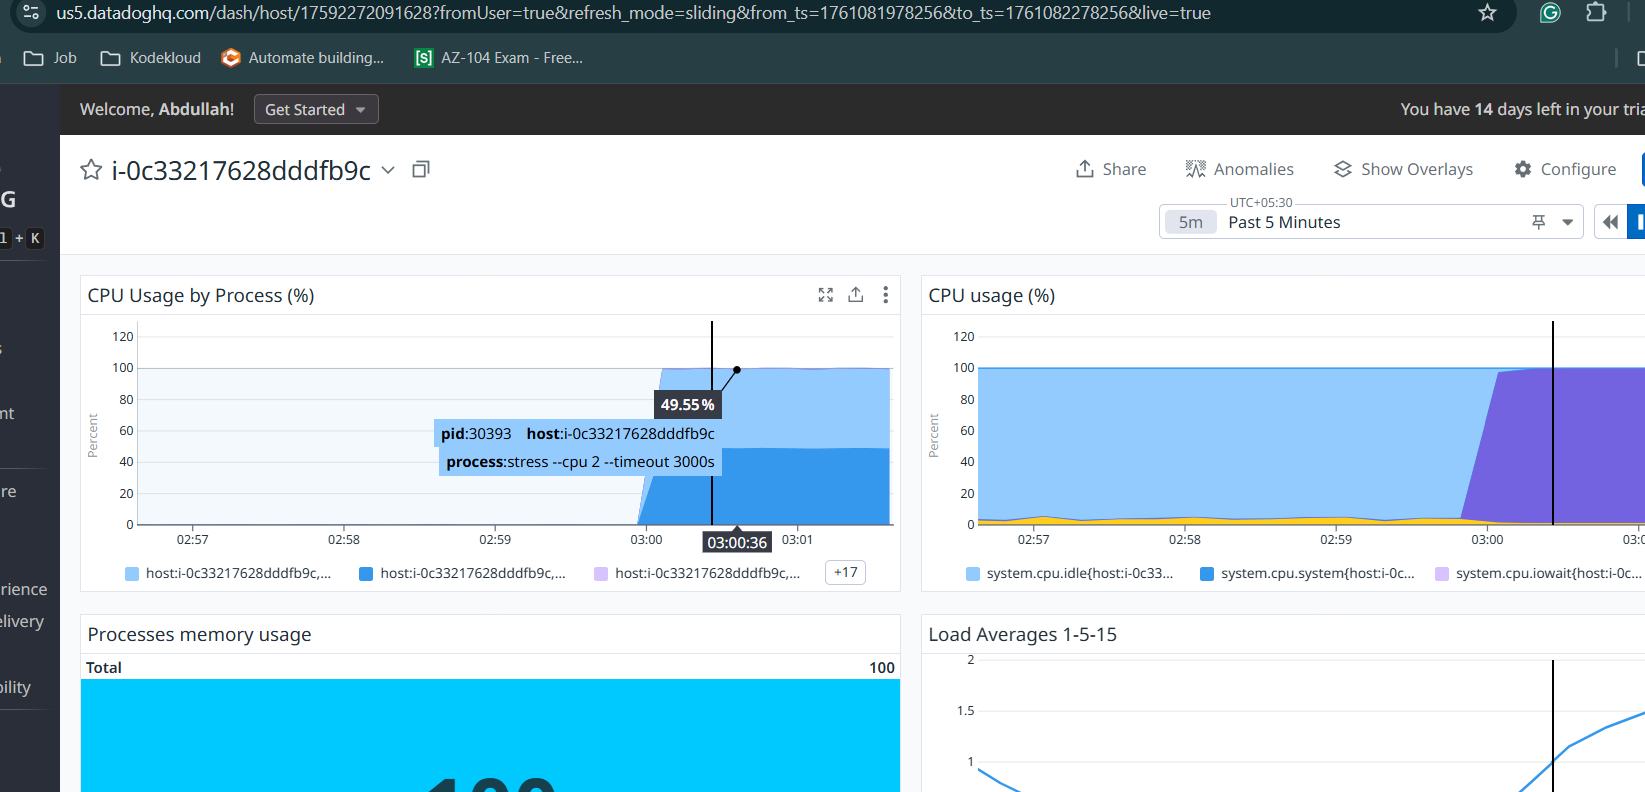 us5.datadoghq.com/dash/host/17592272091628?fromUser=true&refresh_mode=sliding&from_ts=1761081978256&to_ts=1761082278256&live=true
Job
Kodekloud
Automate building...
AZ-104 Exam - Free...
Welcome, Abdullah!
Get Started
You have 14 days left in your tria
G
+ K
nt
re
rience
elivery
bility
i-0c33217628dddfb9c
Share
Anomalies
Show Overlays
Configure
UTC+05:30
5m Past 5 Minutes
CPU Usage by Process (%)
Percent
120
100
80
60
40
20
0
49.55%
pid:30393 host:i-0c33217628dddfb9c
process:stress --cpu 2 --timeout 3000s
02:57 02:58 02:59 03:00 03:00:36 03:01
host:i-0c33217628dddfb9c,... host:i-0c33217628dddfb9c,... host:i-0c33217628dddfb9c,... +17
CPU usage (%)
Percent
120
100
80
60
40
20
0
02:57 02:58 02:59 03:00 03:0
system.cpu.idle{host:i-0c33... system.cpu.system{host:i-0c... system.cpu.iowait{host:i-0c...
Processes memory usage
Total 100
100
Load Averages 1-5-15
2
1.5
1